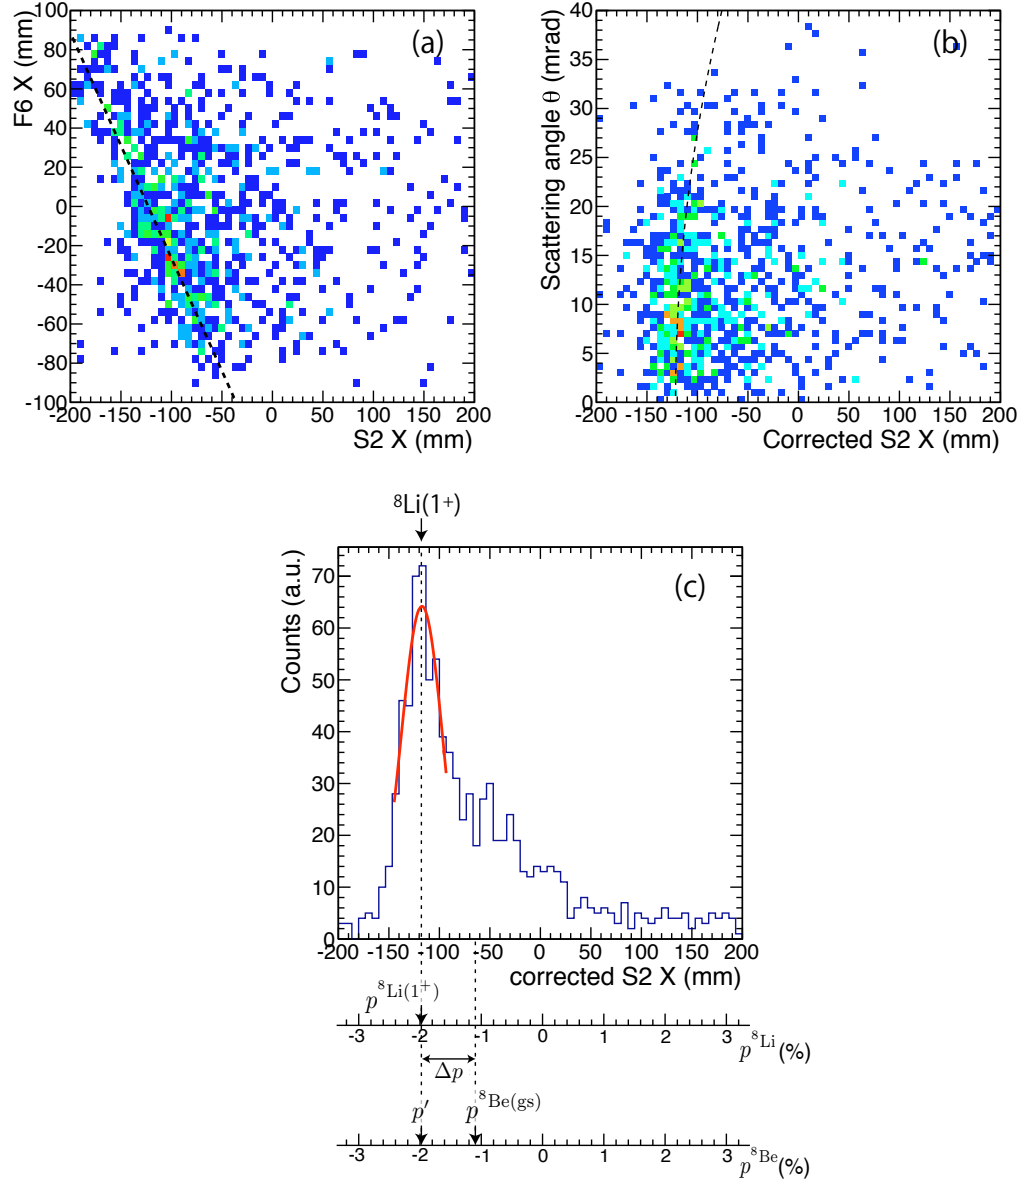 (a)
F6 X (mm)
100
80
60
40
20
0
-20
-40
-60
-80
-100
-200 -150 -100 -50 0 50 100 150 200
S2 X (mm)
(b)
Scattering angle θ (mrad)
40
35
30
25
20
15
10
5
0
-200 -150 -100 -50 0 50 100 150 200
Corrected S2 X (mm)
⁸Li(1⁺)
(c)
Counts (a.u.)
70
60
50
40
30
20
10
0
-200 -150 -100 -50 0 50 100 150 200
corrected S2 X (mm)
p⁸Li(1⁺)
-3 -2 -1 0 1 2 3
p⁸Li(%)
Δp
p′ p⁸Be(gs)
-3 -2 -1 0 1 2 3
p⁸Be(%)